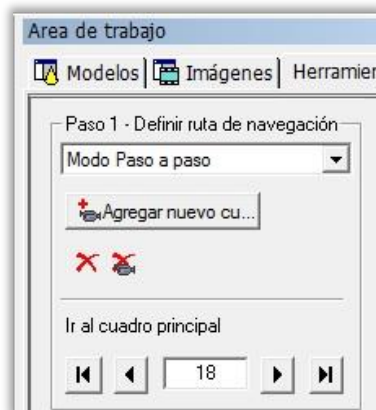 Area de trabajo
Modelos Imágenes Herramier
Paso 1 - Definir ruta de navegación
Modo Paso a paso
Agregar nuevo cu...
Ir al cuadro principal
18